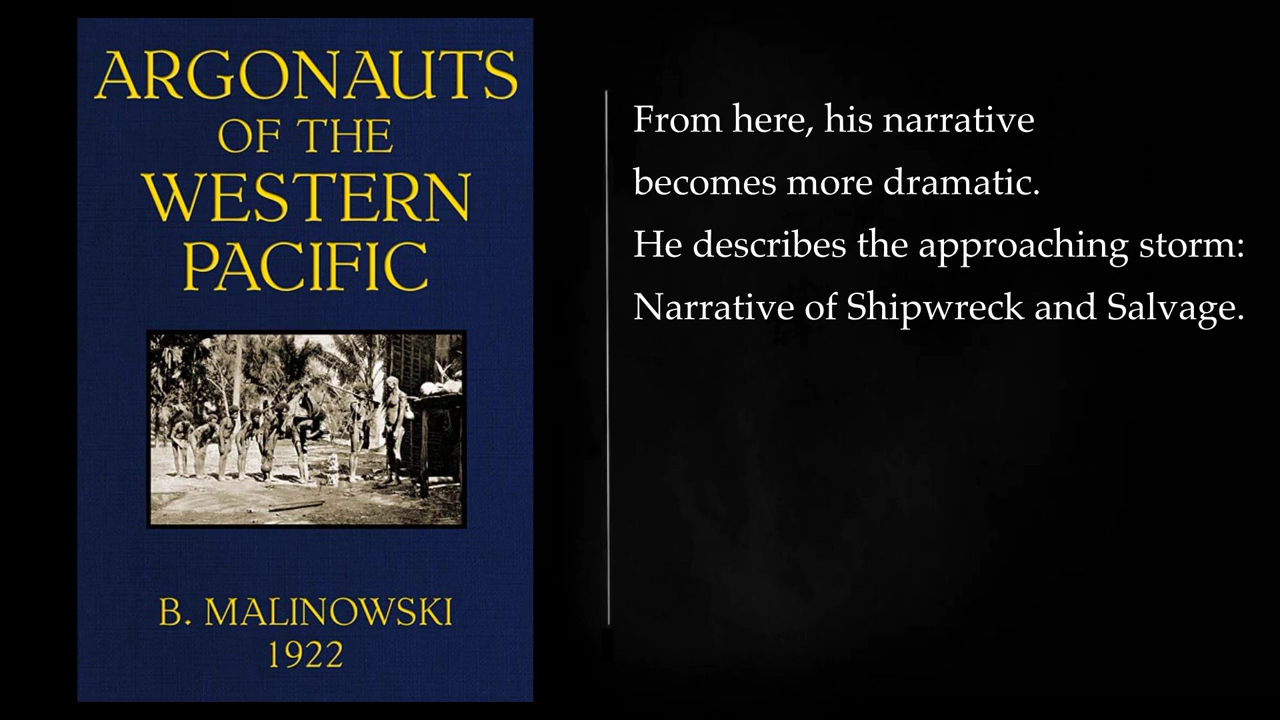 ARGONAUTS
OF THE
WESTERN
PACIFIC
B. MALINOWSKI
1922
From here, his narrative
becomes more dramatic.
He describes the approaching storm:
Narrative of Shipwreck and Salvage.